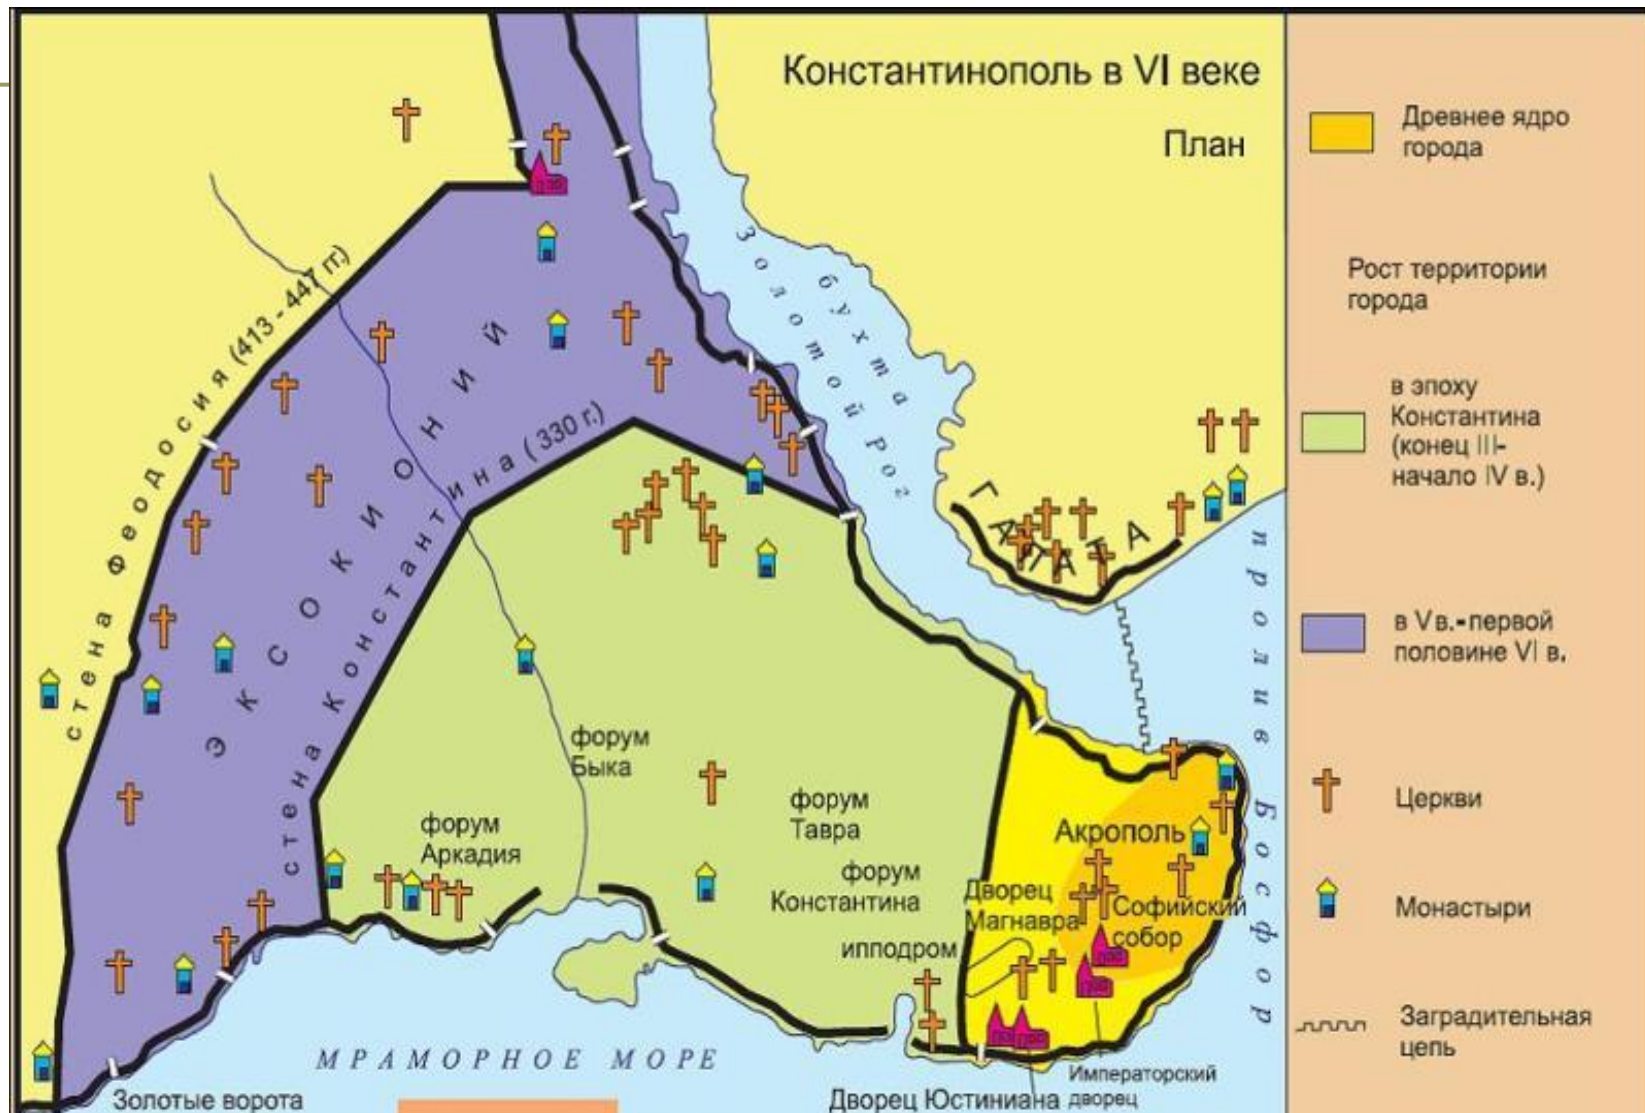 Константинополь в VI веке
План
Древнее ядро
города
Рост территории
города
в эпоху
Константина
(конец III-
начало IV в.)
в V в.-первой
половине VI в.
Церкви
Монастыри
Заградительная
цепь
стена Феодосия (413 - 447 гг.)
ЭКСОКИОНИЙ
стена Константина (330 г.)
бухта
Золотой Рог
ГАЛАТА
пролив Босфор
форум
Быка
форум
Тавра
форум
Аркадия
форум
Константина
ипподром
Акрополь
Дворец
Магнавра
Софийский
собор
МРАМОРНОЕ МОРЕ
Золотые ворота
Дворец Юстиниана
Императорский
дворец